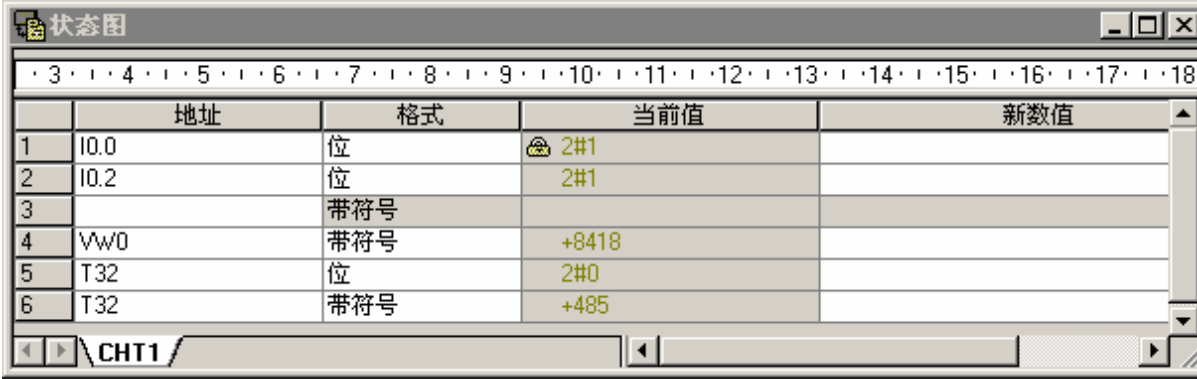 状态图
· 3 · ı · 4 · ı · 5 · ı · 6 · ı · 7 · ı · 8 · ı · 9 · ı · 10 · ı · 11 · ı · 12 · ı · 13 · ı · 14 · ı · 15 · ı · 16 · ı · 17 · ı · 18
地址 格式 当前值 新数值
1 I0.0 位 2#1
2 I0.2 位 2#1
3 带符号
4 VW0 带符号 +8418
5 T32 位 2#0
6 T32 带符号 +485
CHT1